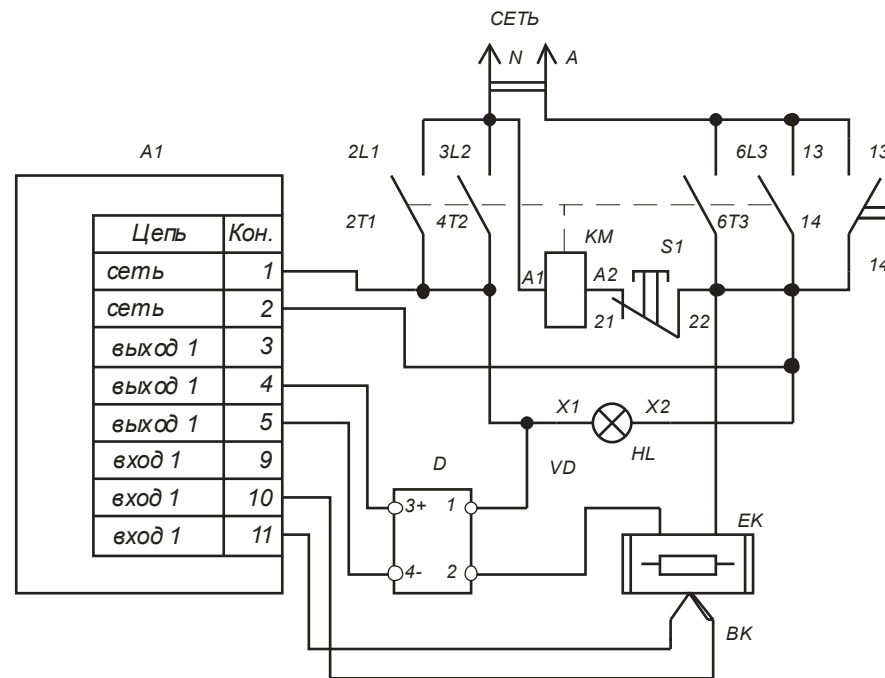 СЕТЬ
N A
A1
2L1 3L2 6L3 13 13
2T1 4T2 KM S1 6T3 14
Цепь Кон.
сеть 1
A1 A2
14
сеть 2
21 22
выход 1 3
выход 1 4
X1 X2
выход 1 5
HL
вход 1 9
D VD
вход 1 10
3+ 1
EK
вход 1 11
4- 2
BK